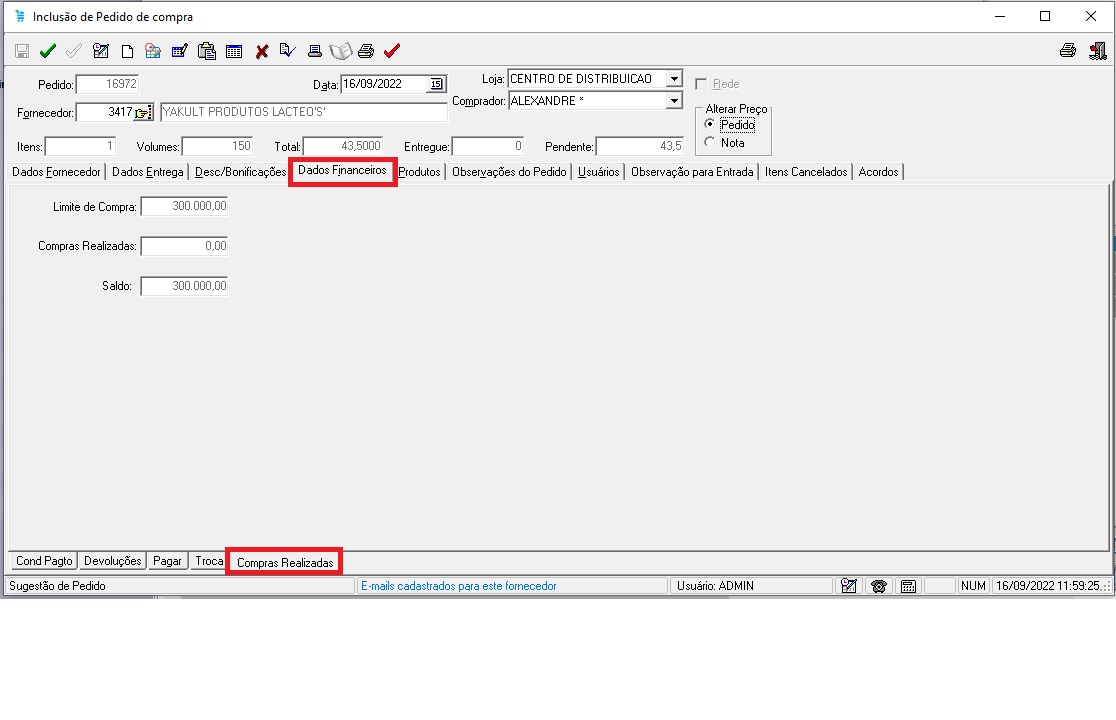 Inclusão de Pedido de compra
Pedido: 16972
Data: 16/09/2022 15
Loja: CENTRO DE DISTRIBUICAO
Rede
Fornecedor: 3417 YAKULT PRODUTOS LACTEO'S'
Comprador: ALEXANDRE *
Alterar Preço
Pedido
Nota
Itens: 1 Volumes: 150 Total: 43,5000 Entregue: 0 Pendente: 43,5
Dados Fornecedor Dados Entrega Desc/Bonificações Dados Financeiros Produtos Observações do Pedido Usuários Observação para Entrada Itens Cancelados Acordos
Limite de Compra: 300.000,00
Compras Realizadas: 0,00
Saldo: 300.000,00
Cond Pagto Devoluções Pagar Troca Compras Realizadas
Sugestão de Pedido E-mails cadastrados para este fornecedor Usuário: ADMIN NUM 16/09/2022 11:59:25